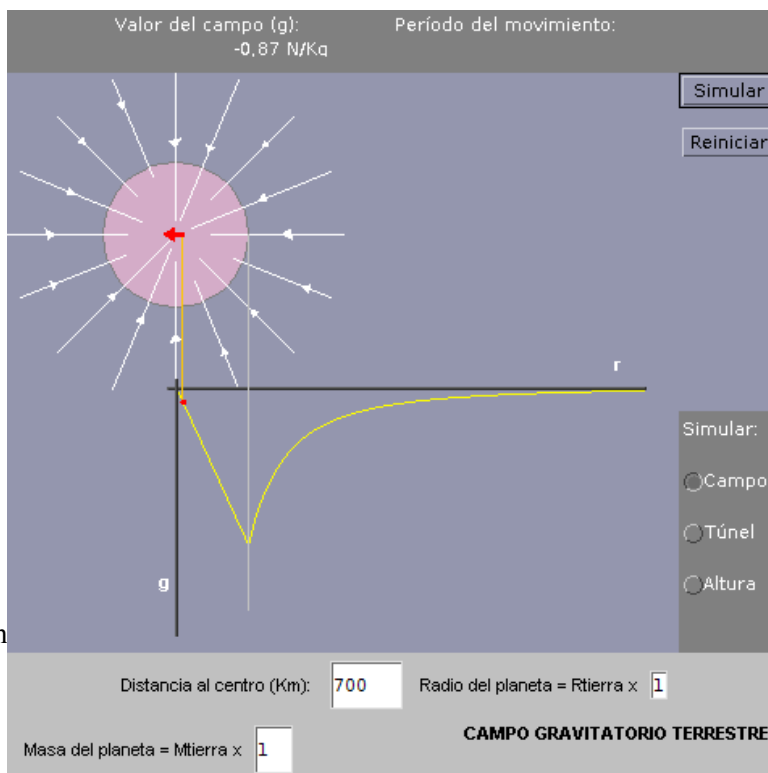 Valor del campo (g): Período del movimiento:
-0,87 N/Kg
Simular
Reiniciar
r
Simular:
Campo
Túnel
g
Altura
Distancia al centro (Km): 700 Radio del planeta = Rtierra x 1
CAMPO GRAVITATORIO TERRESTRE
Masa del planeta = Mtierra x 1